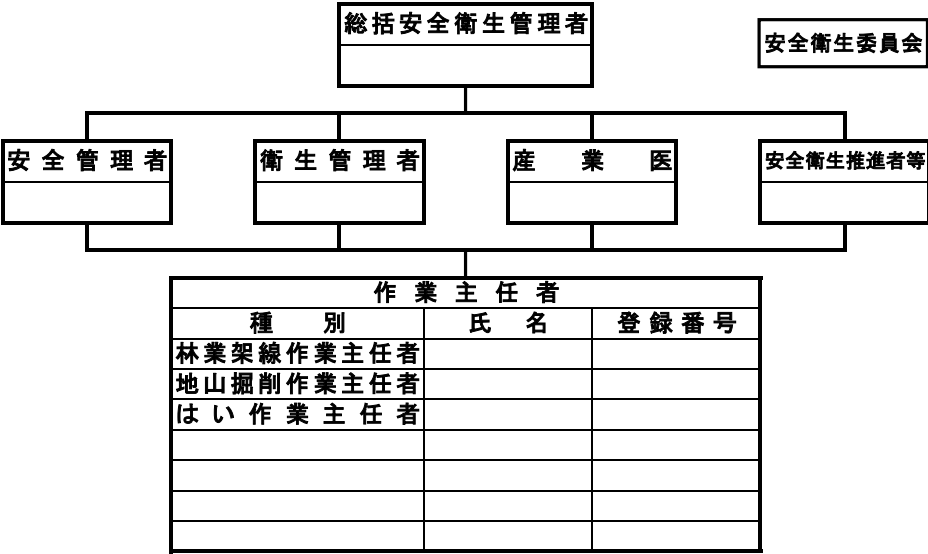 総括安全衛生管理者
安全衛生委員会
安全管理者
衛生管理者
産業医
安全衛生推進者等
作業主任者
種別 氏名 登録番号
林業架線作業主任者
地山掘削作業主任者
はい作業主任者